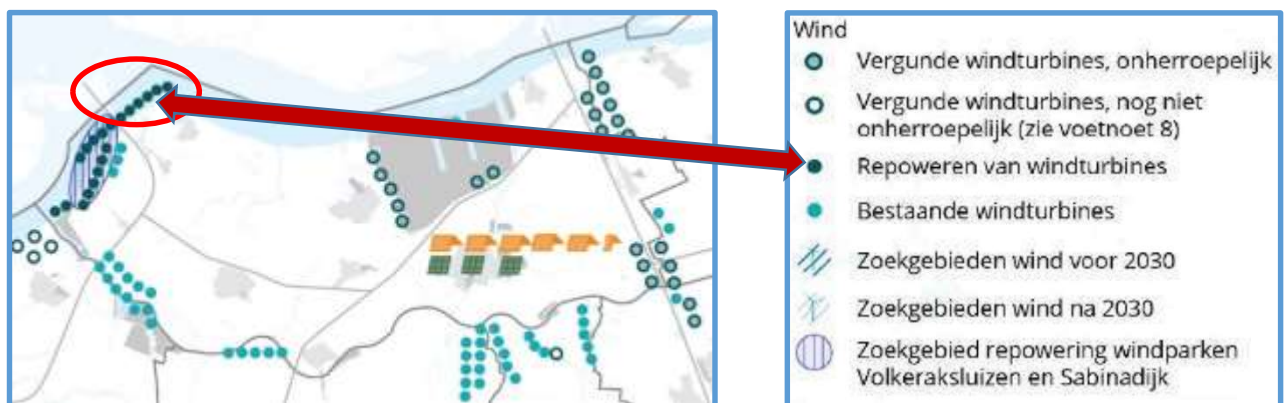 Wind
Vergunde windturbines, onherroepelijk
Vergunde windturbines, nog niet
onherroepelijk (zie voetnoet 8)
Repoweren van windturbines
Bestaande windturbines
Zoekgebieden wind voor 2030
Zoekgebieden wind na 2030
Zoekgebied repowering windparken
Volkeraksluizen en Sabinadijk